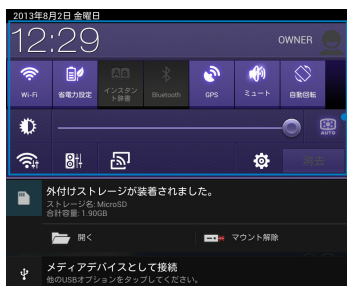 2013年8月2日 金曜日
12:29
OWNER
Wi-Fi
省電力設定
インスタン
ト辞書
Bluetooth
GPS
ミュート
自動回転
AUTO
消去
外付けストレージが装着されました。
ストレージ名: MicroSD
合計容量: 1.90GB
開く
マウント解除
メディアデバイスとして接続
他のUSBオプションをタップしてください。